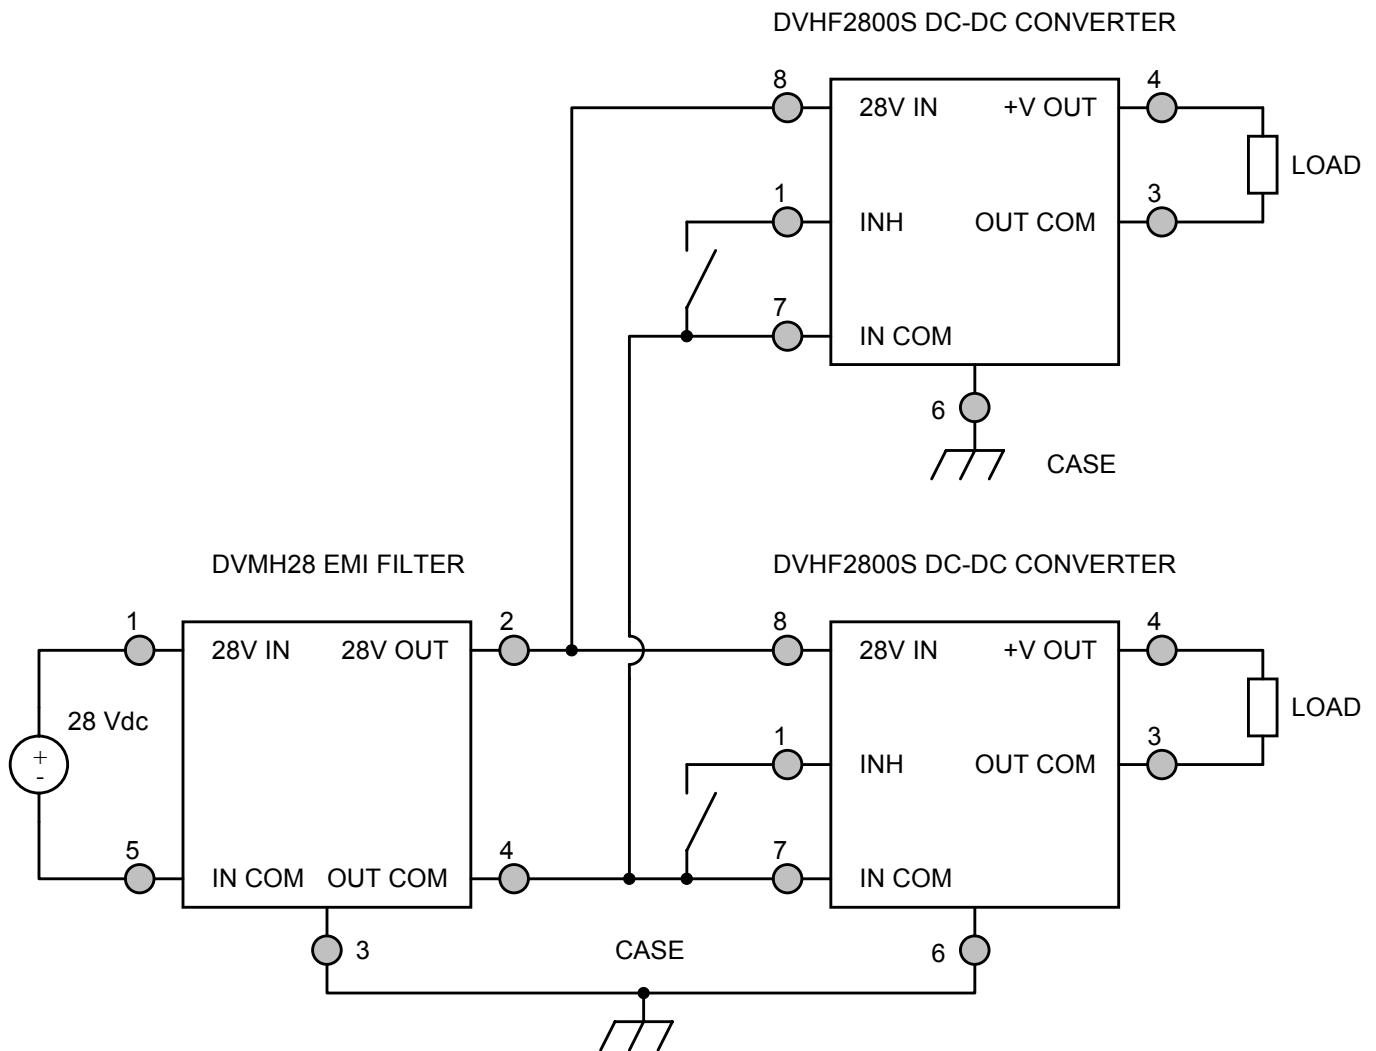 DVHF2800S DC-DC CONVERTER
8 4
28V IN +V OUT
LOAD
1 3
INH OUT COM
7
IN COM
6
CASE
DVMH28 EMI FILTER DVHF2800S DC-DC CONVERTER
1 2 8 4
28V IN 28V OUT 28V IN +V OUT
28 Vdc LOAD
1 3
+
-
INH OUT COM
5 4 7
IN COM OUT COM IN COM
3 CASE 6